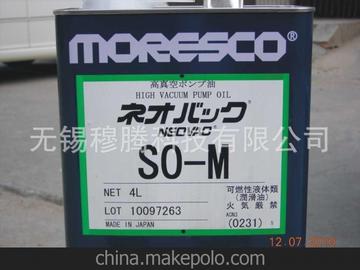 MORESCO®
高真空ポンプ油
HIGH VACUUM PUMP OIL
ネオバック
NEOVAC
无锡穆腾科技有限公司
SO-M
NET 4L
LOT 10097263
MADE IN JAPAN
可燃性液体類
(潤滑油)
火気厳禁
(0231)
china.makepolo.com